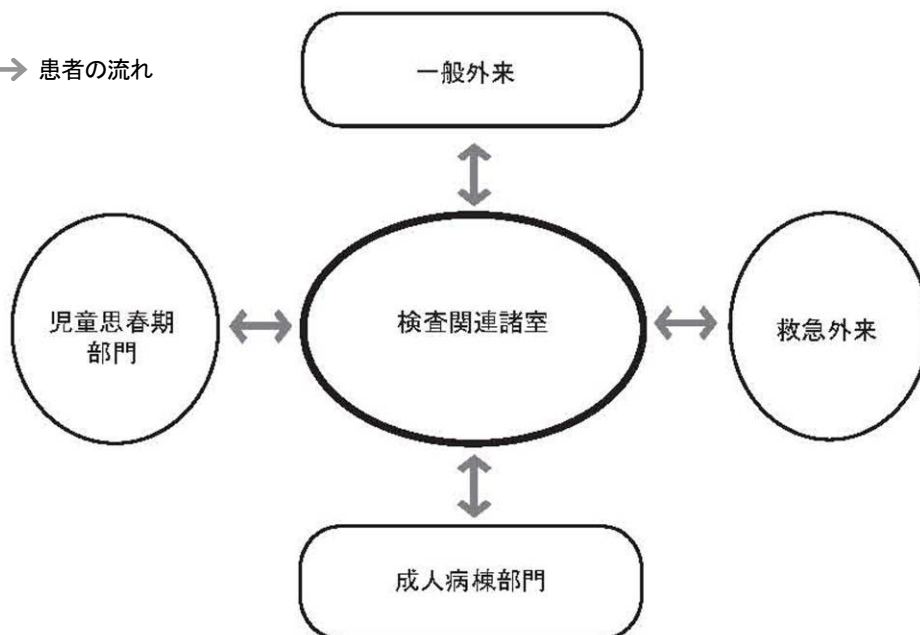 患者の流れ
一般外来
児童思春期
部門
検査関連諸室
救急外来
成人病棟部門